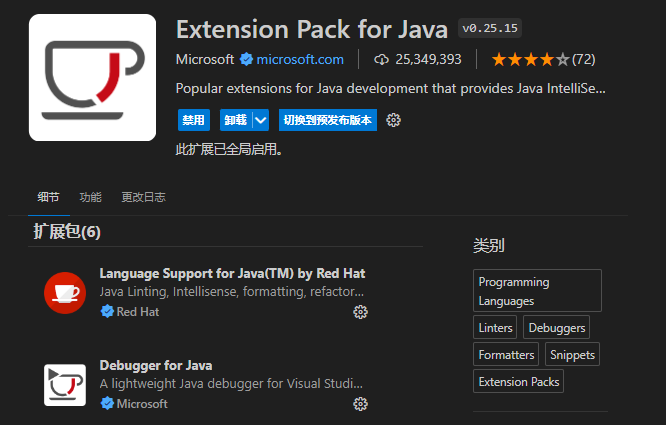 Extension Pack for Java v0.25.15
Microsoft microsoft.com 25,349,393 (72)
Popular extensions for Java development that provides Java IntelliSe...
禁用 卸载 切换到预发布版本
此扩展已全局启用。
细节 功能 更改日志
扩展包(6)
Language Support for Java(TM) by Red Hat
Java Linting, Intellisense, formatting, refactor...
Red Hat
Debugger for Java
A lightweight Java debugger for Visual Studi...
Microsoft
类别
Programming
Languages
Linters Debuggers
Formatters Snippets
Extension Packs